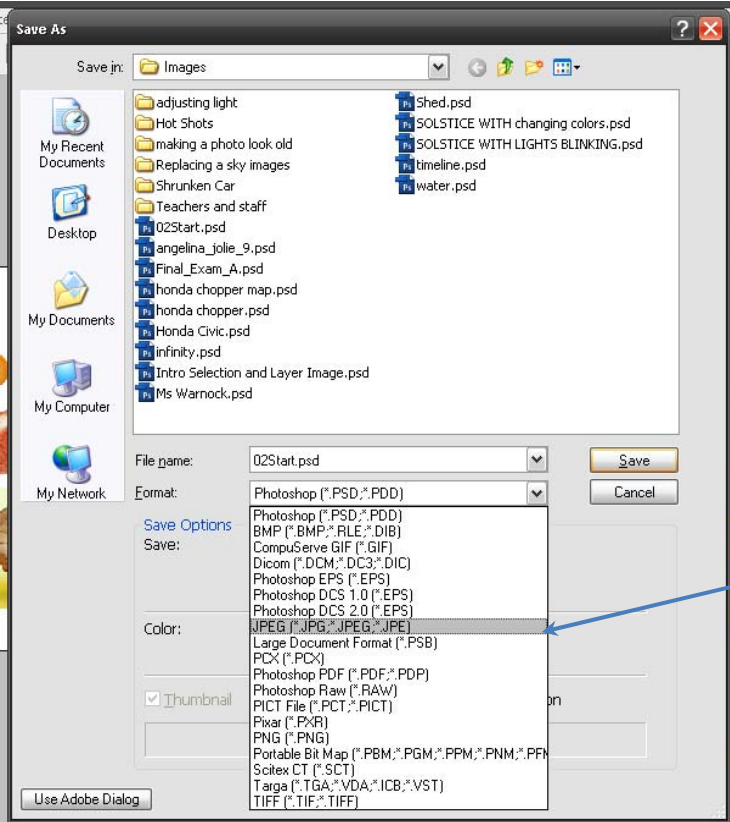 Save As
Save in:
Images
My Recent
Documents
Desktop
My Documents
My Computer
My Network
adjusting light
Hot Shots
making a photo look old
Replacing a sky images
Shrunken Car
Teachers and staff
02Start.psd
angelina_jolie_9.psd
Final_Exam_A.psd
honda chopper map.psd
honda chopper.psd
Honda Civic.psd
infinity.psd
Intro Selection and Layer Image.psd
Ms Warnock.psd
Shed.psd
SOLSTICE WITH changing colors.psd
SOLSTICE WITH LIGHTS BLINKING.psd
timeline.psd
water.psd
File name:
02Start.psd
Save
Format:
Photoshop (*.PSD;*.PDD)
Cancel
Save Options
Save:
Color:
Thumbnail
Photoshop (*.PSD;*.PDD)
BMP (*.BMP;*.RLE;*.DIB)
CompuServe GIF (*.GIF)
Dicom (*.DCM;*.DC3;*.DIC)
Photoshop EPS (*.EPS)
Photoshop DCS 1.0 (*.EPS)
Photoshop DCS 2.0 (*.EPS)
JPEG (*.JPG;*.JPEG;*.JPE)
Large Document Format (*.PSB)
PCX (*.PCX)
Photoshop PDF (*.PDF;*.PDP)
Photoshop Raw (*.RAW)
PICT File (*.PCT;*.PICT)
Pixar (*.PXR)
PNG (*.PNG)
Portable Bit Map (*.PBM;*.PGM;*.PPM;*.PNM;*.PFM
Scitex CT (*.SCT)
Targa (*.TGA;*.VDA;*.ICB;*.VST)
TIFF (*.TIF;*.TIFF)
Use Adobe Dialog